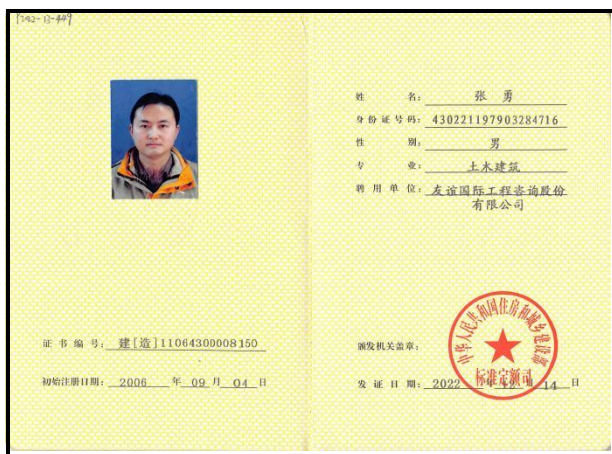 姓 名： 张 勇
身份证号码： 430221197903284716
性 别： 男
专 业： 土木建筑
聘用单位： 友谊国际工程咨询股份
有限公司
证书编号： 建[造]11064300008150
初始注册日期： 2006 年 09 月 04 日
颁发机关盖章：
中华人民共和国住房和城乡建设部
标准定额司
发证日期： 2022 年 12 月 14 日